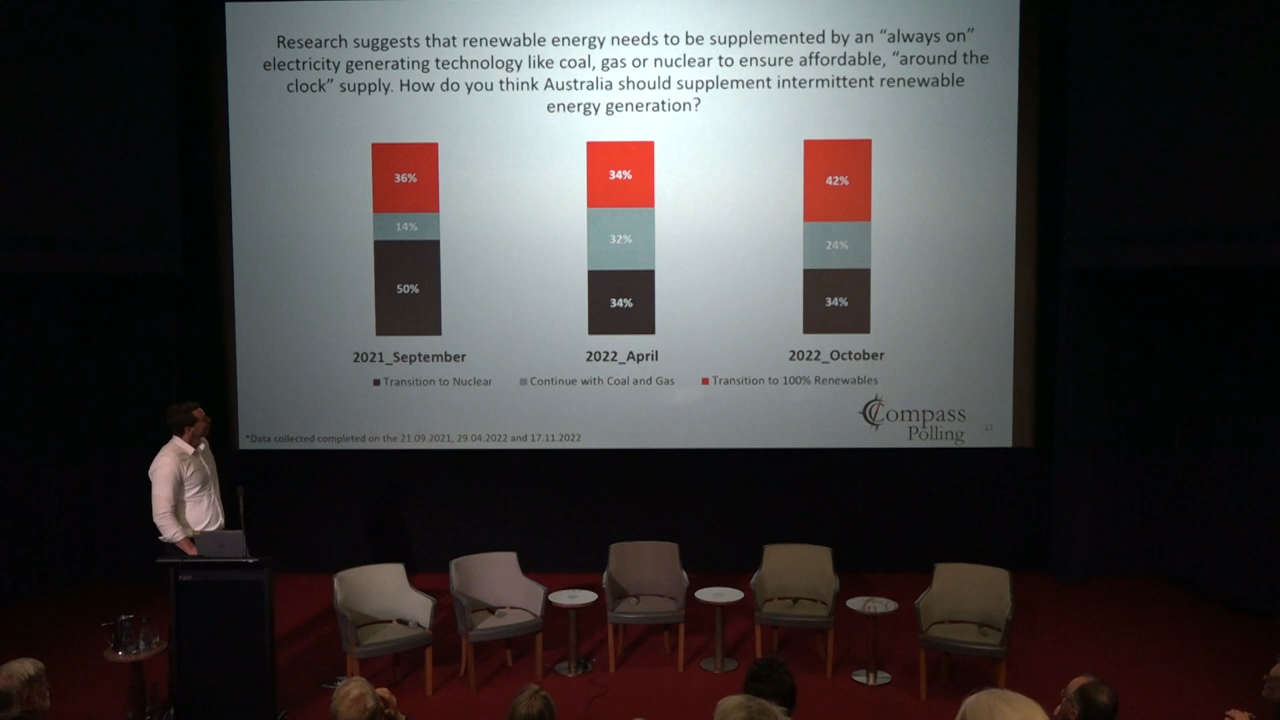 Research suggests that renewable energy needs to be supplemented by an “always on”
electricity generating technology like coal, gas or nuclear to ensure affordable, “around the
clock” supply. How do you think Australia should supplement intermittent renewable
energy generation?
36% 34% 42%
14% 32% 24%
50% 34% 34%
2021_September 2022_April 2022_October
Transition to Nuclear Continue with Coal and Gas Transition to 100% Renewables
Compass
Polling
*Data collected completed on the 21.09.2021, 29.04.2022 and 17.11.2022